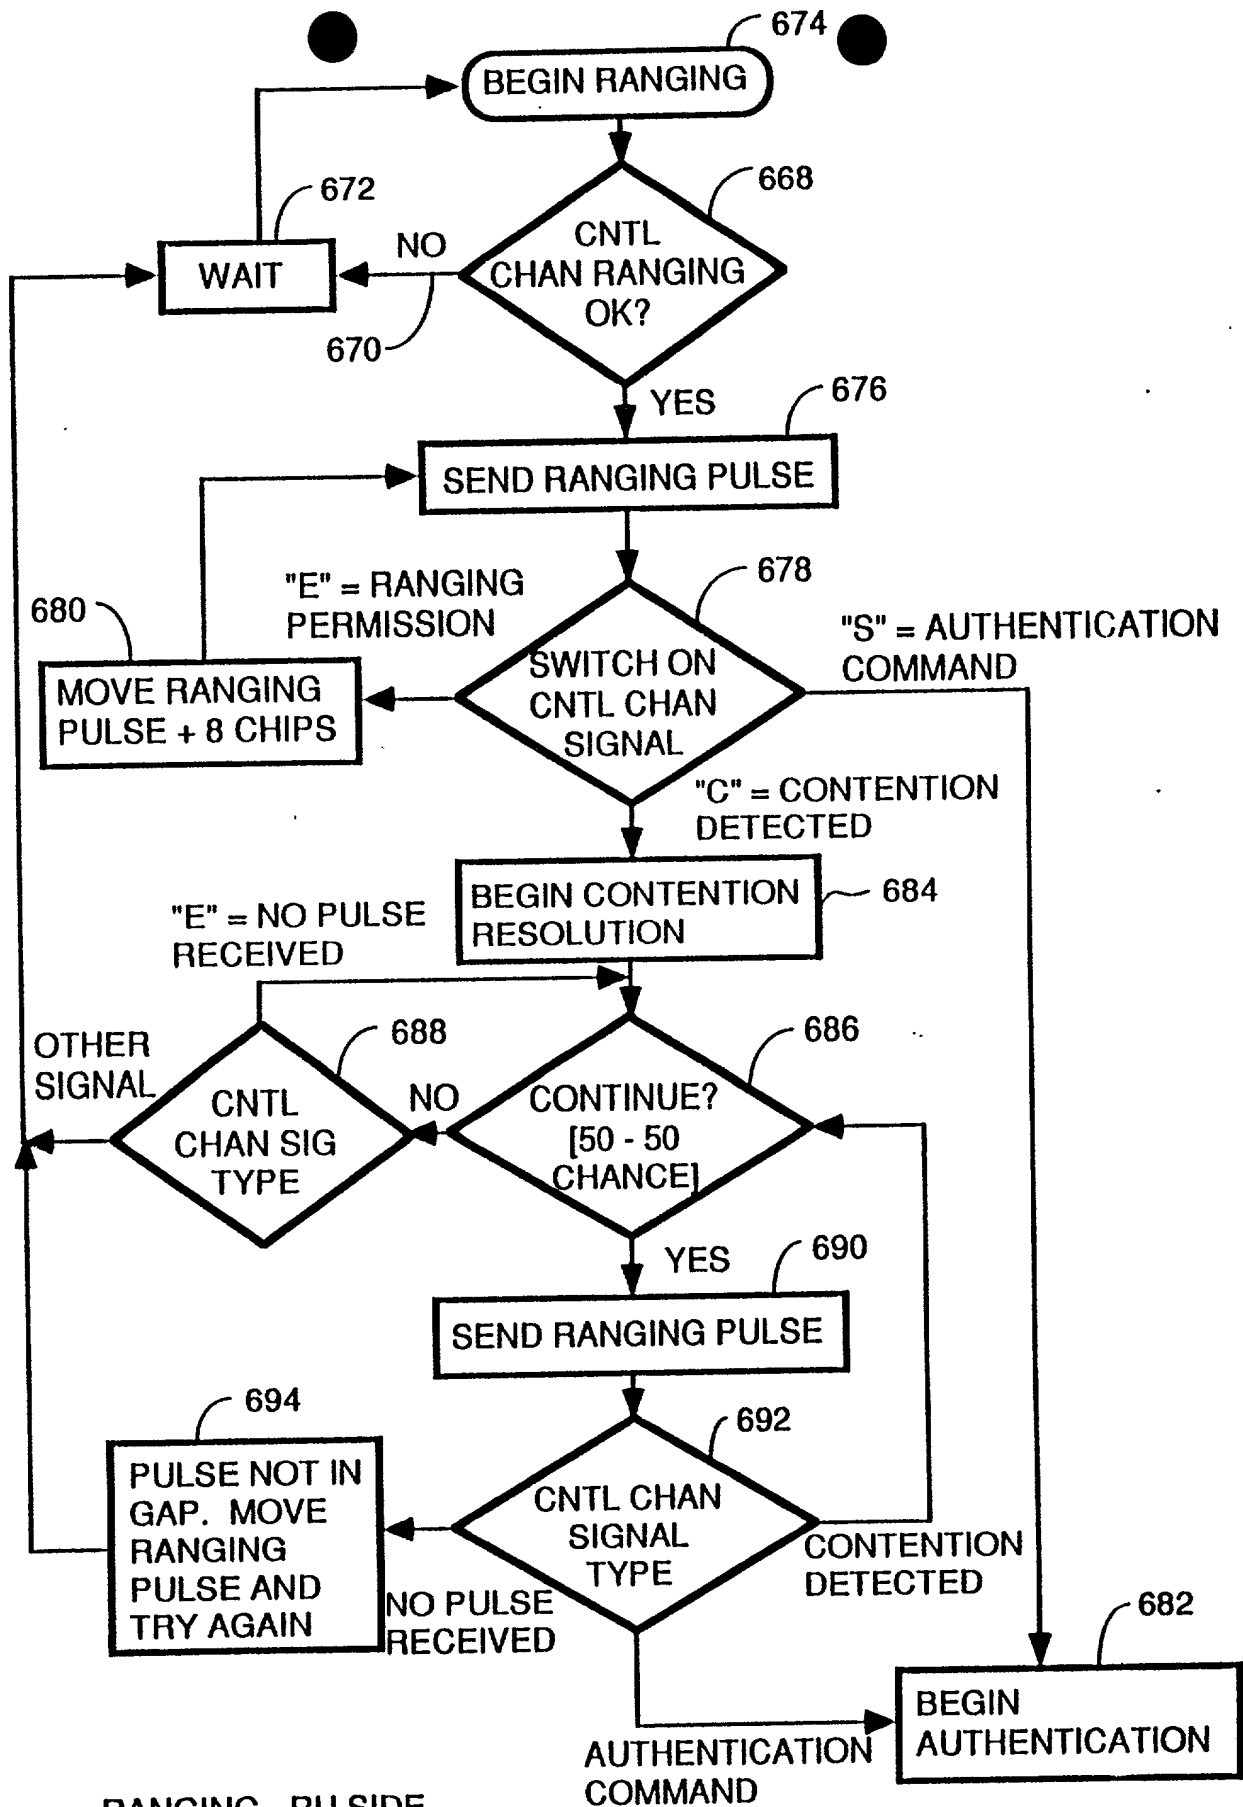 674
BEGIN RANGING
672
668
WAIT
NO
CNTL
CHAN RANGING
OK?
670
YES
676
SEND RANGING PULSE
"E" = RANGING
PERMISSION
678
680
"S" = AUTHENTICATION
COMMAND
MOVE RANGING
PULSE + 8 CHIPS
SWITCH ON
CNTL CHAN
SIGNAL
"C" = CONTENTION
DETECTED
BEGIN CONTENTION
RESOLUTION
684
"E" = NO PULSE
RECEIVED
OTHER
SIGNAL
688
686
CNTL
CHAN SIG
TYPE
NO
CONTINUE?
[50 - 50
CHANCE]
YES
690
SEND RANGING PULSE
694
692
PULSE NOT IN
GAP. MOVE
RANGING
PULSE AND
TRY AGAIN
CNTL CHAN
SIGNAL
TYPE
CONTENTION
DETECTED
NO PULSE
RECEIVED
682
BEGIN
AUTHENTICATION
AUTHENTICATION
COMMAND
RANGING - RU SIDE